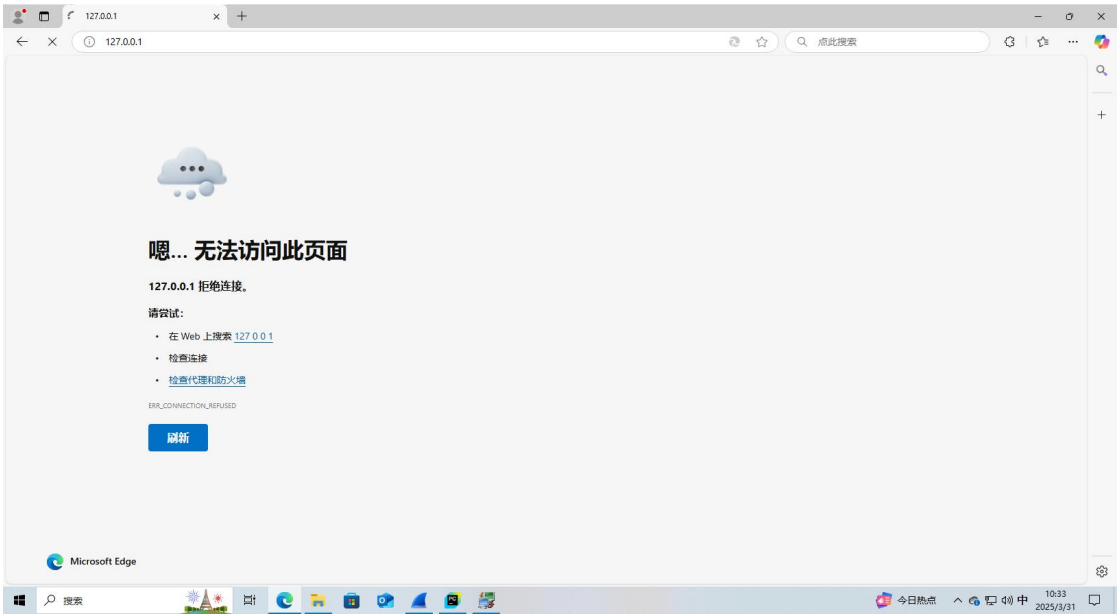 127.0.0.1
127.0.0.1
点此搜索
嗯... 无法访问此页面
127.0.0.1 拒绝连接。
请尝试:
• 在 Web 上搜索 127 0 0 1
• 检查连接
• 检查代理和防火墙
ERR_CONNECTION_REFUSED
刷新
Microsoft Edge
搜索
PC
今日热点
中
10:33
2025/3/31